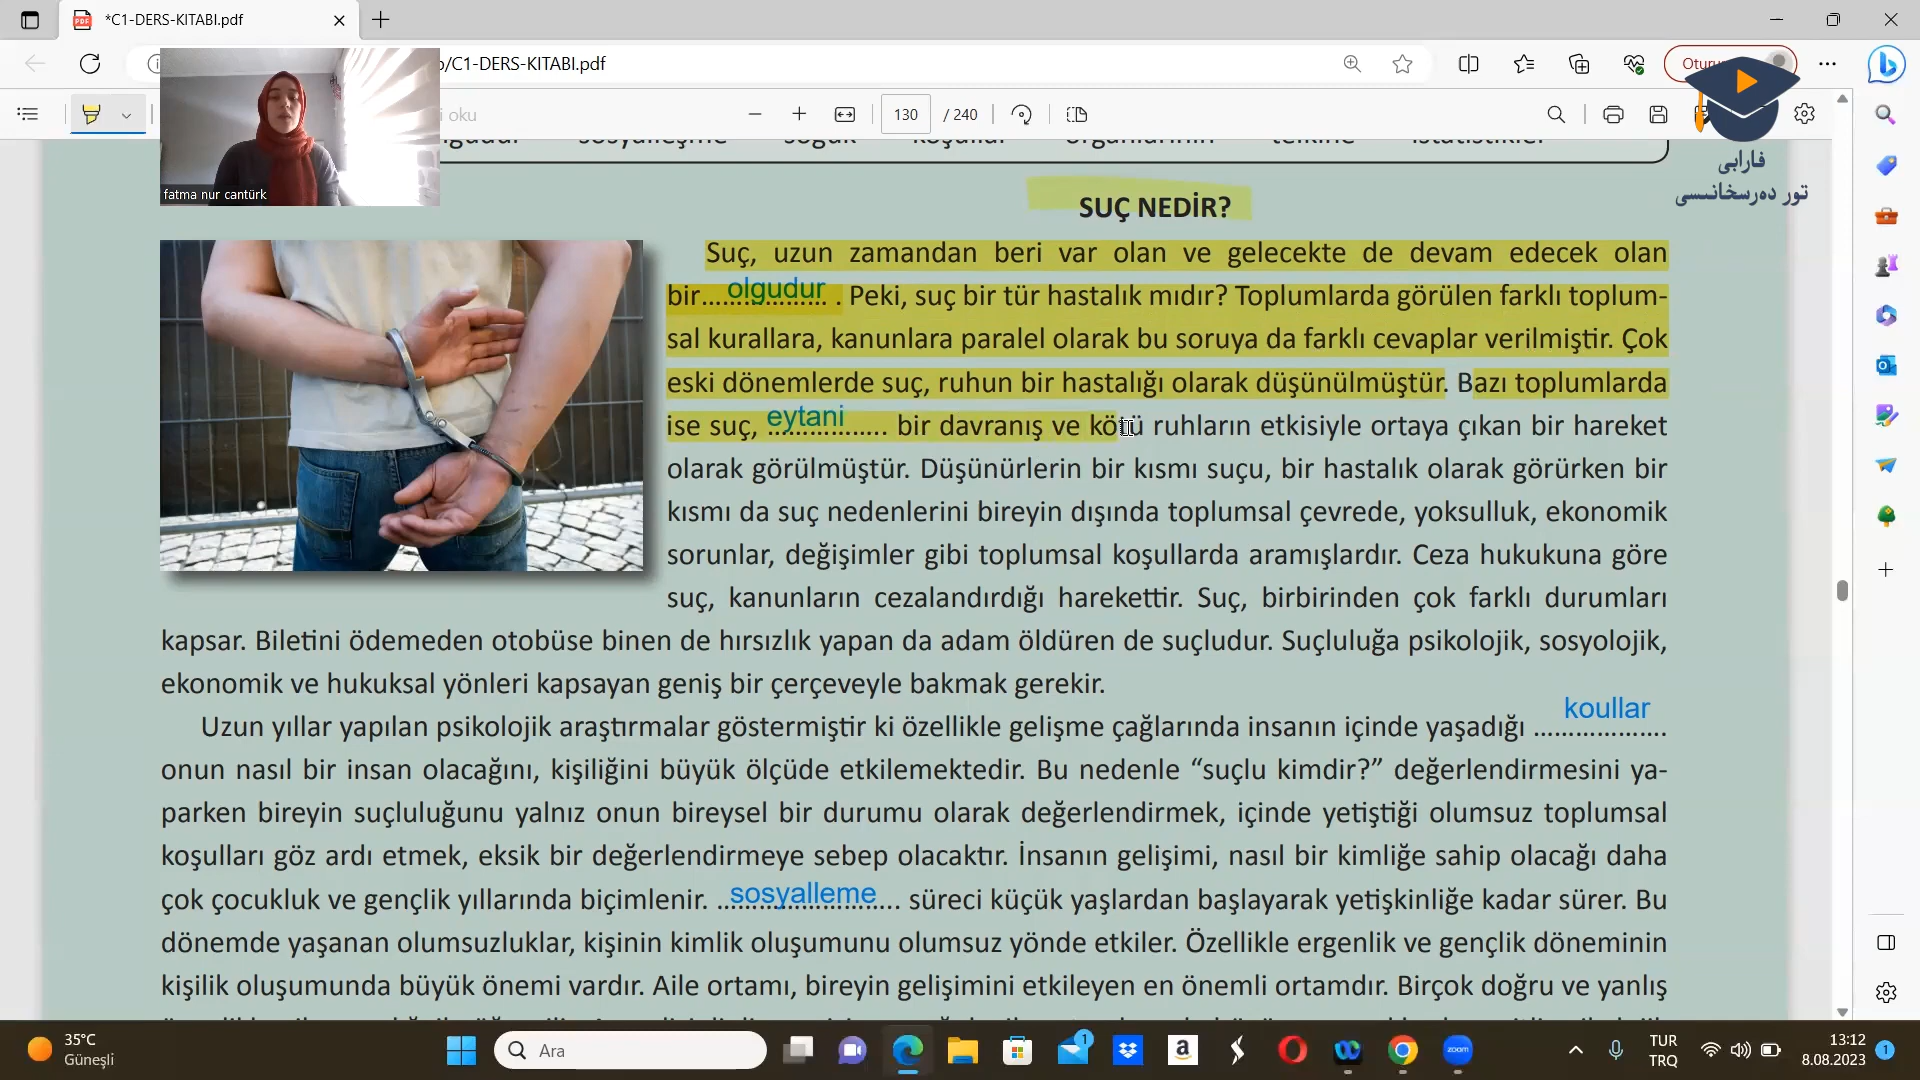 *C1-DERS-KITABI.pdf
/C1-DERS-KITABI.pdf
Oturu
i oku
130 / 240
sosyalleşme soğuk koşullar organlarının telkine istatistikler
fatma nur cantürk
فارابى
تور دەرسخانىسى
SUÇ NEDİR?
Suç, uzun zamandan beri var olan ve gelecekte de devam edecek olan
bir.................. . Peki, suç bir tür hastalık mıdır? Toplumlarda görülen farklı toplum-
olgudur
sal kurallara, kanunlara paralel olarak bu soruya da farklı cevaplar verilmiştir. Çok
eski dönemlerde suç, ruhun bir hastalığı olarak düşünülmüştür. Bazı toplumlarda
ise suç, ................. bir davranış ve kötü ruhların etkisiyle ortaya çıkan bir hareket
eytani
olarak görülmüştür. Düşünürlerin bir kısmı suçu, bir hastalık olarak görürken bir
kısmı da suç nedenlerini bireyin dışında toplumsal çevrede, yoksulluk, ekonomik
sorunlar, değişimler gibi toplumsal koşullarda aramışlardır. Ceza hukukuna göre
suç, kanunların cezalandırdığı harekettir. Suç, birbirinden çok farklı durumları
kapsar. Biletini ödemeden otobüse binen de hırsızlık yapan da adam öldüren de suçludur. Suçluluğa psikolojik, sosyolojik,
ekonomik ve hukuksal yönleri kapsayan geniş bir çerçeveyle bakmak gerekir.
koullar
Uzun yıllar yapılan psikolojik araştırmalar göstermiştir ki özellikle gelişme çağlarında insanın içinde yaşadığı ...................
onun nasıl bir insan olacağını, kişiliğini büyük ölçüde etkilemektedir. Bu nedenle “suçlu kimdir?” değerlendirmesini ya-
parken bireyin suçluluğunu yalnız onun bireysel bir durumu olarak değerlendirmek, içinde yetiştiği olumsuz toplumsal
koşulları göz ardı etmek, eksik bir değerlendirmeye sebep olacaktır. İnsanın gelişimi, nasıl bir kimliğe sahip olacağı daha
çok çocukluk ve gençlik yıllarında biçimlenir. .......................... süreci küçük yaşlardan başlayarak yetişkinliğe kadar sürer. Bu
sosyalleme
dönemde yaşanan olumsuzluklar, kişinin kimlik oluşumunu olumsuz yönde etkiler. Özellikle ergenlik ve gençlik döneminin
kişilik oluşumunda büyük önemi vardır. Aile ortamı, bireyin gelişimini etkileyen en önemli ortamdır. Birçok doğru ve yanlış
35°C
Güneşli
Ara
1
zoom
TUR
TRQ
13:12
8.08.2023
1